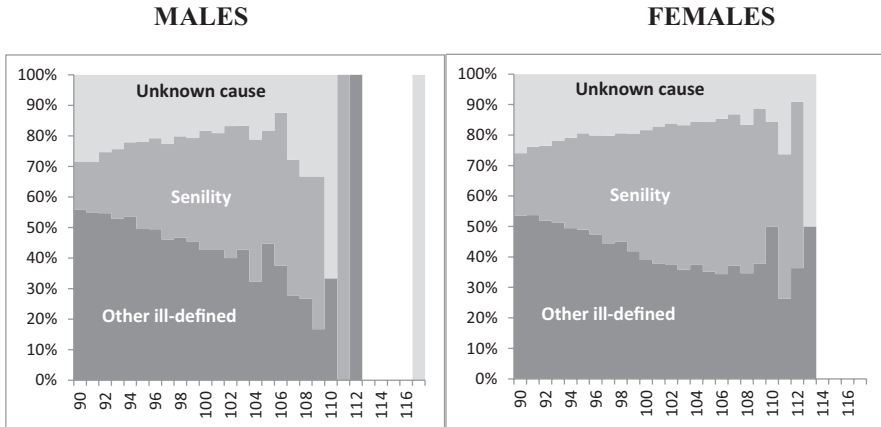 MALES
100%
90%
80%
70%
60%
50%
40%
30%
20%
10%
0%
Unknown cause
Senility
Other ill-defined
90 92 94 96 98 100 102 104 106 108 110 112 114 116
FEMALES
100%
90%
80%
70%
60%
50%
40%
30%
20%
10%
0%
Unknown cause
Senility
Other ill-defined
90 92 94 96 98 100 102 104 106 108 110 112 114 116